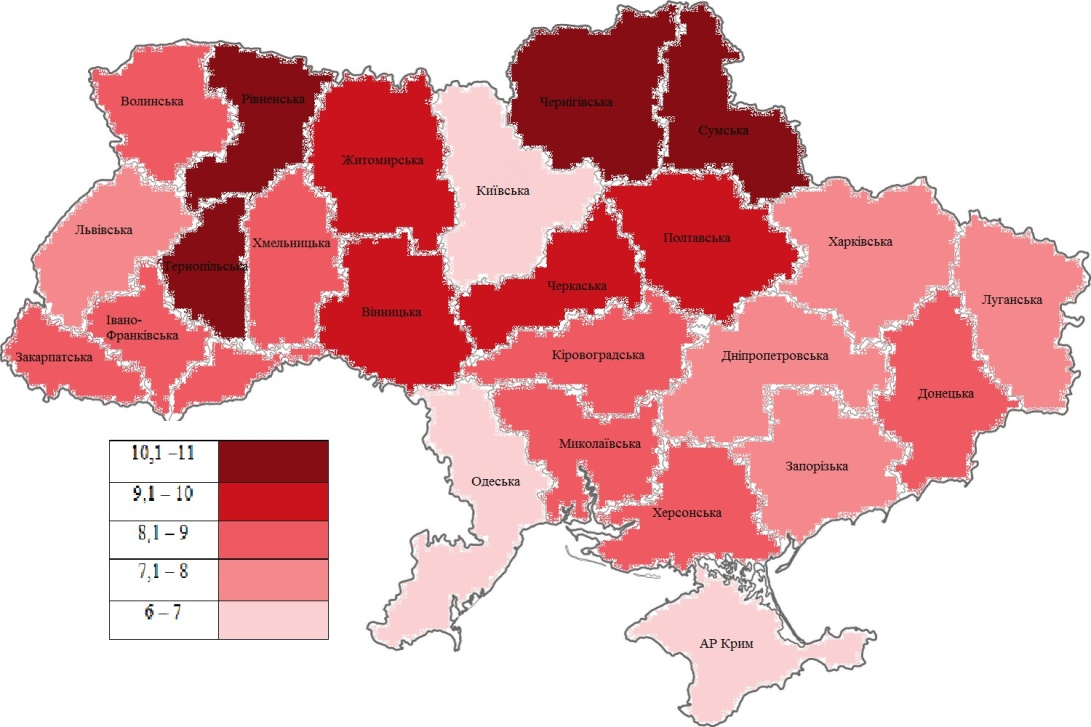 Волинська
Рівненська
Чернігівська
Сумська
Житомирська
Київська
Львівська
Тернопільська
Хмельницька
Полтавська
Харківська
Черкаська
Луганська
Вінницька
Івано-
Франківська
Закарпатська
Кіровоградська
Дніпропетровська
Донецька
Миколаївська
Запорізька
Одеська
Херсонська
АР Крим
10,1 –11
9,1 – 10
8,1 – 9
7,1 – 8
6 – 7